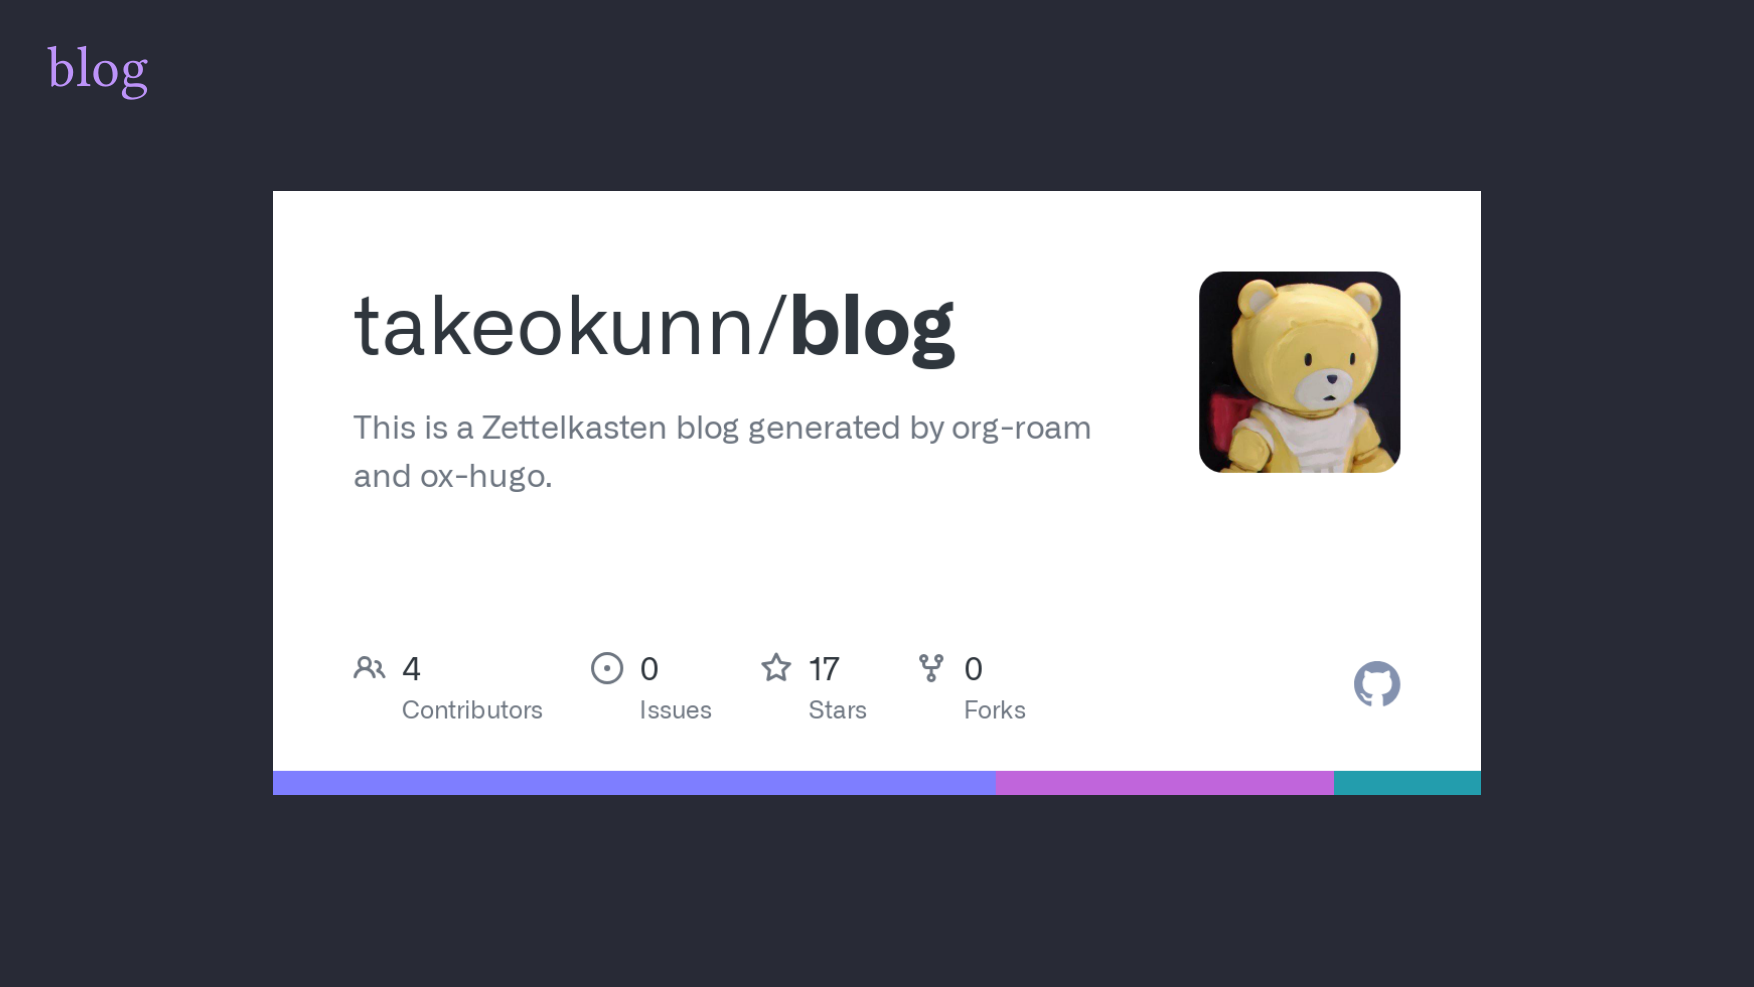 blog
takeokunn/blog
This is a Zettelkasten blog generated by org-roam
and ox-hugo.
4 0 17 0
Contributors Issues Stars Forks